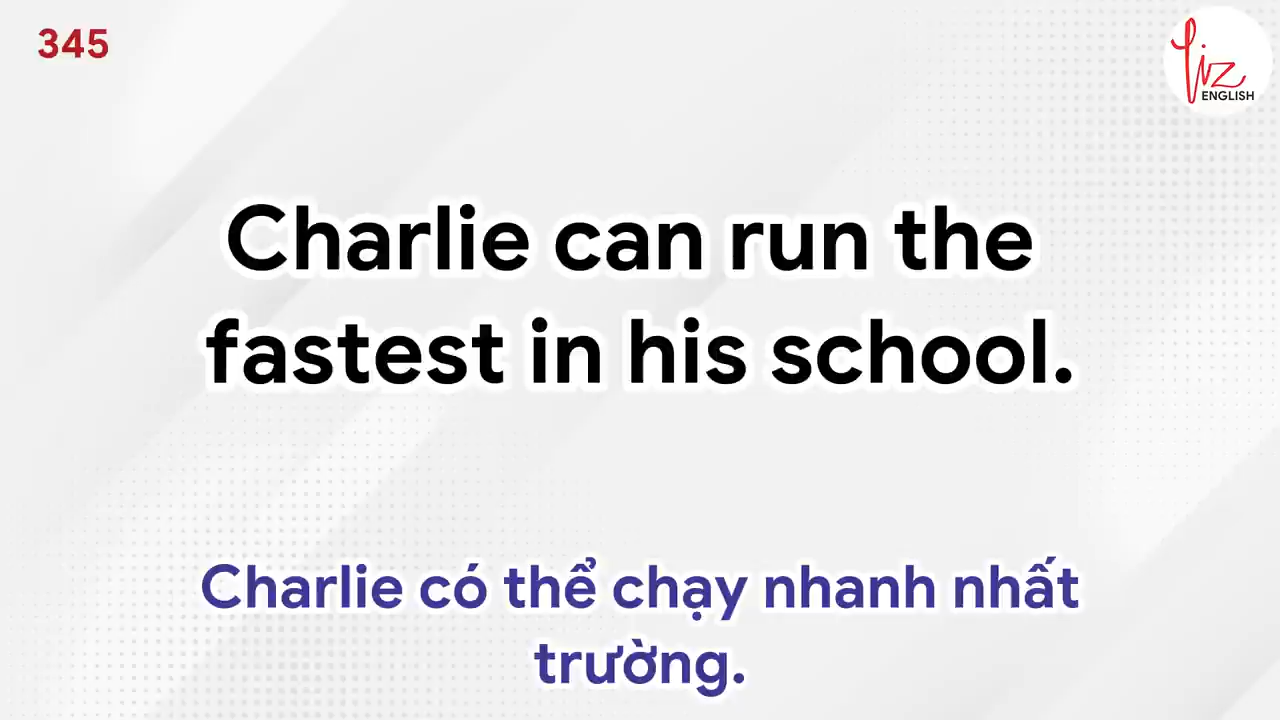 345
Liz
ENGLISH
Charlie can run the
fastest in his school.
Charlie có thể chạy nhanh nhất
trường.